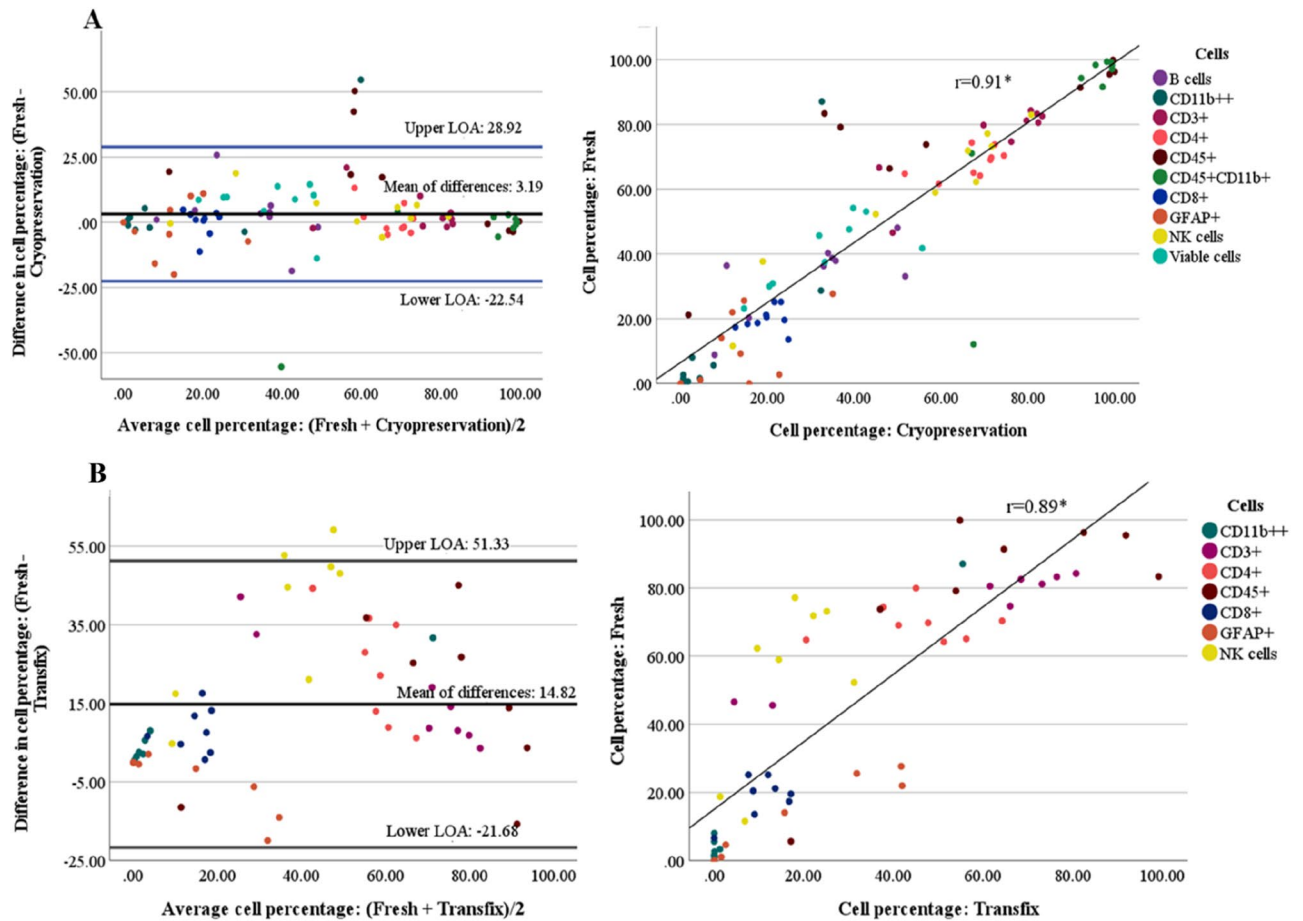 A
Difference in cell percentage: (Fresh -
Cryopreservation)
50.00
25.00
.00
-25.00
-50.00
Upper LOA: 28.92
Mean of differences: 3.19
Lower LOA: -22.54
.00 20.00 40.00 60.00 80.00 100.00
Average cell percentage: (Fresh + Cryopreservation)/2
Cell percentage: Fresh
100.00
80.00
60.00
40.00
20.00
.00
r=0.91*
.00 20.00 40.00 60.00 80.00 100.00
Cell percentage: Cryopreservation
Cells
B cells
CD11b++
CD3+
CD4+
CD45+
CD45+CD11b+
CD8+
GFAP+
NK cells
Viable cells
B
Difference in cell percentage: (Fresh-
Transfix)
55.00
35.00
15.00
-5.00
-25.00
Upper LOA: 51.33
Mean of differences: 14.82
Lower LOA: -21.68
.00 20.00 40.00 60.00 80.00 100.00
Average cell percentage: (Fresh + Transfix)/2
Cell percentage: Fresh
100.00
80.00
60.00
40.00
20.00
.00
r=0.89*
.00 20.00 40.00 60.00 80.00 100.00
Cell percentage: Transfix
Cells
CD11b++
CD3+
CD4+
CD45+
CD8+
GFAP+
NK cells